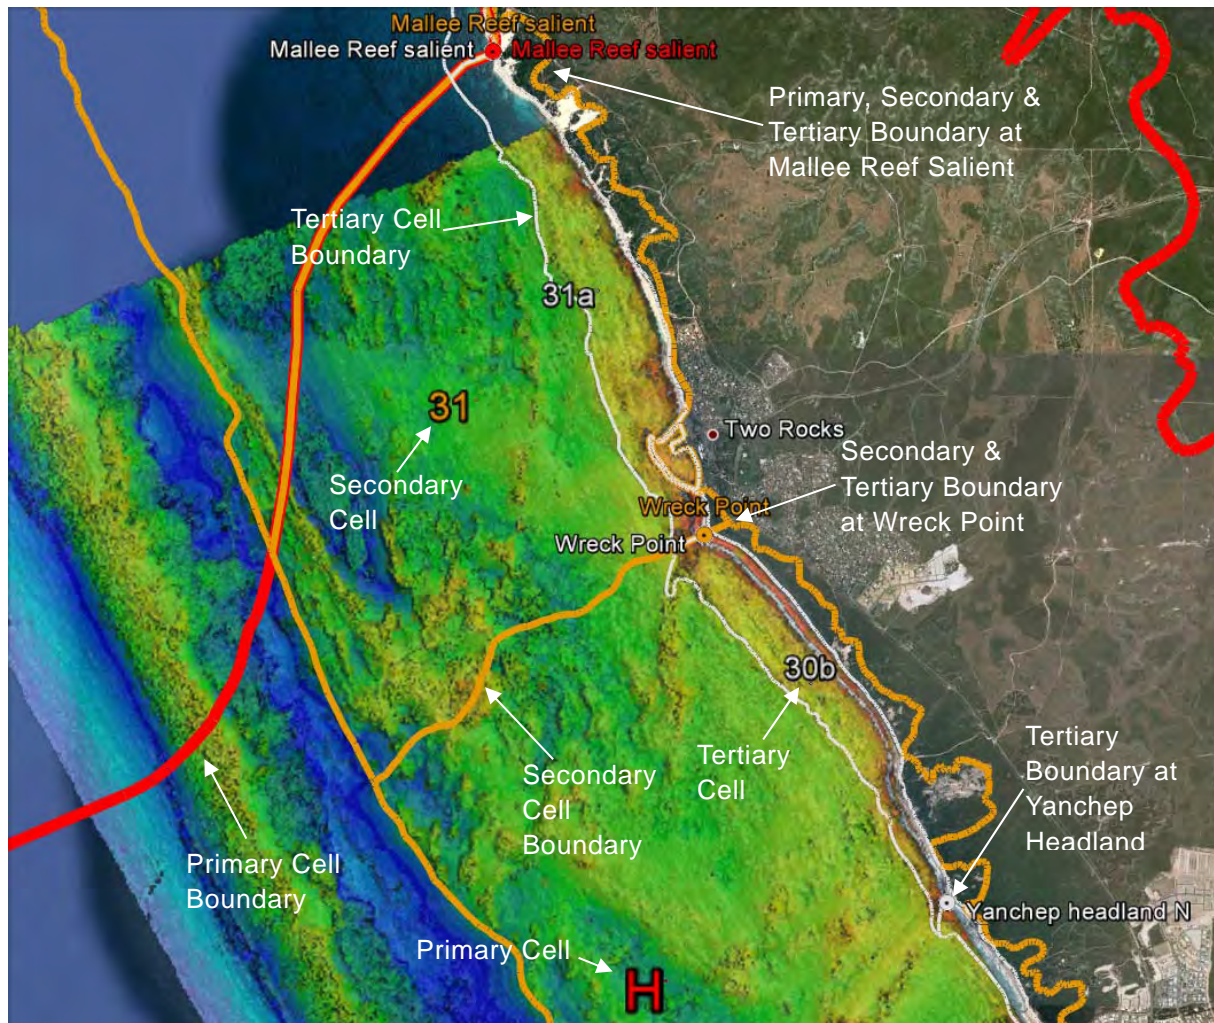 Mallee Reef salient
Mallee Reef salient
Mallee Reef salient
Primary, Secondary &
Tertiary Boundary at
Mallee Reef Salient
Tertiary Cell
Boundary
31a
31
Secondary
Cell
Two Rocks
Secondary &
Tertiary Boundary
at Wreck Point
Wreck Point
Wreck Point
30b
Tertiary
Cell
Secondary
Cell
Boundary
Tertiary
Boundary at
Yanchep
Headland
Primary Cell
Boundary
Yanchep headland N
Primary Cell
H